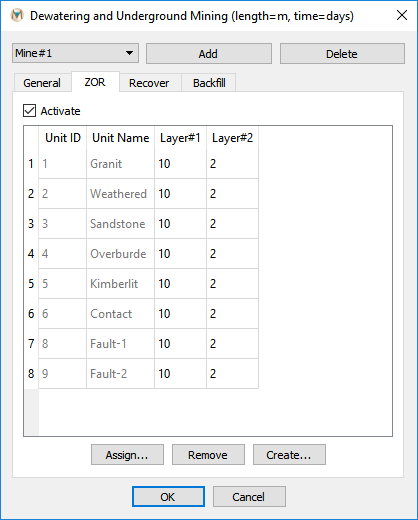 Dewatering and Underground Mining (length=m, time=days)
Mine#1 Add Delete
General ZOR Recover Backfill
Activate
Unit ID Unit Name Layer#1 Layer#2
1 1 Granit 10 2
2 2 Weathered 10 2
3 3 Sandstone 10 2
4 4 Overburde 10 2
5 5 Kimberlit 10 2
6 6 Contact 10 2
7 8 Fault-1 10 2
8 9 Fault-2 10 2
Assign... Remove Create...
OK Cancel